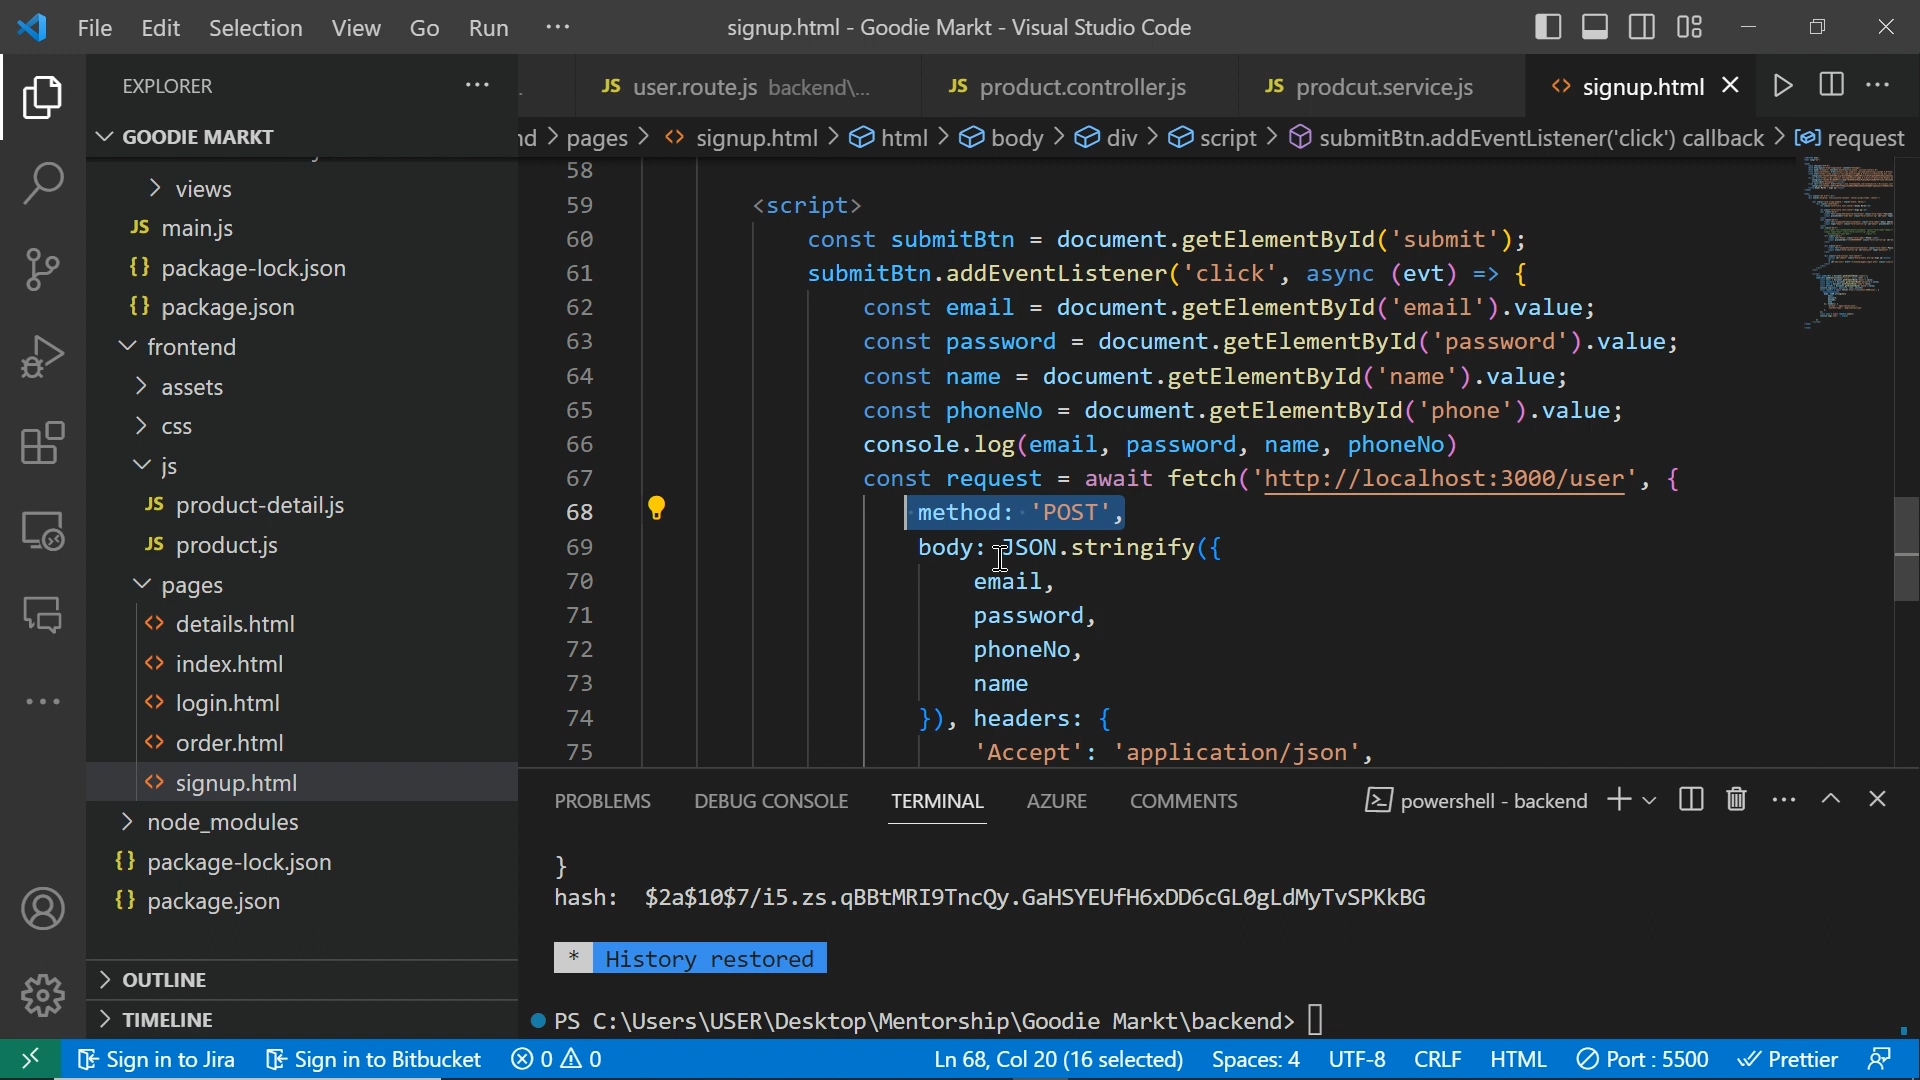 File Edit Selection View Go Run ··· signup.html - Goodie Markt - Visual Studio Code
EXPLORER ···
JS user.route.js backend\... JS product.controller.js JS prodcut.service.js <> signup.html
GOODIE MARKT
nd > pages > <> signup.html > html > body > div > script > submitBtn.addEventListener('click') callback > request
views
JS main.js
{} package-lock.json
{} package.json
frontend
assets
css
js
JS product-detail.js
JS product.js
pages
<> details.html
<> index.html
<> login.html
<> order.html
<> signup.html
node_modules
{} package-lock.json
{} package.json
OUTLINE
TIMELINE
58
59 <script>
60 const submitBtn = document.getElementById('submit');
61 submitBtn.addEventListener('click', async (evt) => {
62 const email = document.getElementById('email').value;
63 const password = document.getElementById('password').value;
64 const name = document.getElementById('name').value;
65 const phoneNo = document.getElementById('phone').value;
66 console.log(email, password, name, phoneNo)
67 const request = await fetch('http://localhost:3000/user', {
68 method: 'POST',
69 body: JSON.stringify({
70 email,
71 password,
72 phoneNo,
73 name
74 }), headers: {
75 'Accept': 'application/json',
PROBLEMS DEBUG CONSOLE TERMINAL AZURE COMMENTS powershell - backend
}
hash: $2a$10$7/i5.zs.qBBtMRI9TncQy.GaHSYEUfH6xDD6cGL0gLdMyTvSPKkBG
* History restored
PS C:\Users\USER\Desktop\Mentorship\Goodie Markt\backend>
Sign in to Jira Sign in to Bitbucket 0 0 Ln 68, Col 20 (16 selected) Spaces: 4 UTF-8 CRLF HTML Port : 5500 Prettier